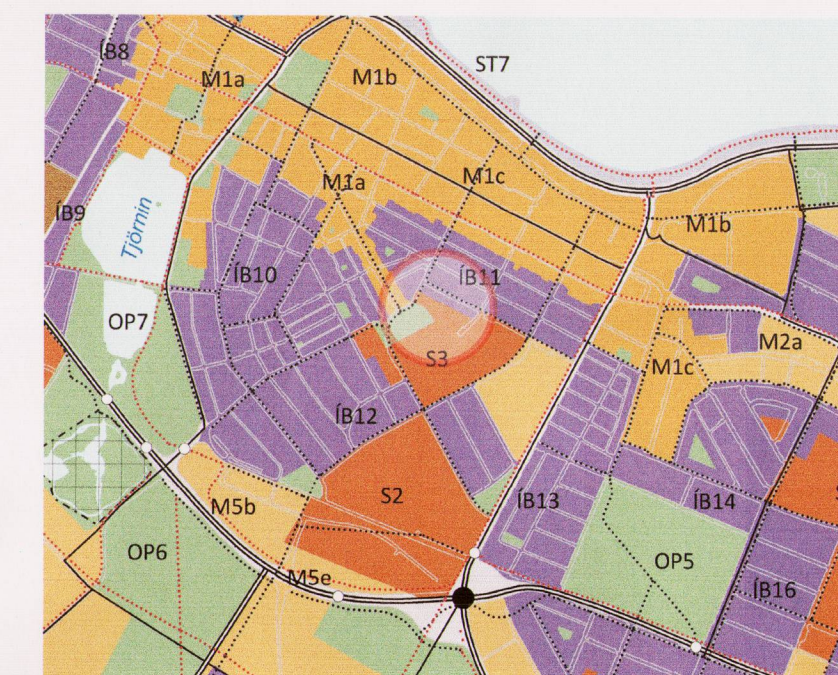 ÍB8
M1a
M1b
ST7
M1a
M1c
ÍB9
Tjörnin
M1b
ÍB10
ÍB11
OP7
M2a
S3
M1c
ÍB12
S2
M5b
ÍB13
ÍB14
OP6
OP5
M5e
ÍB16